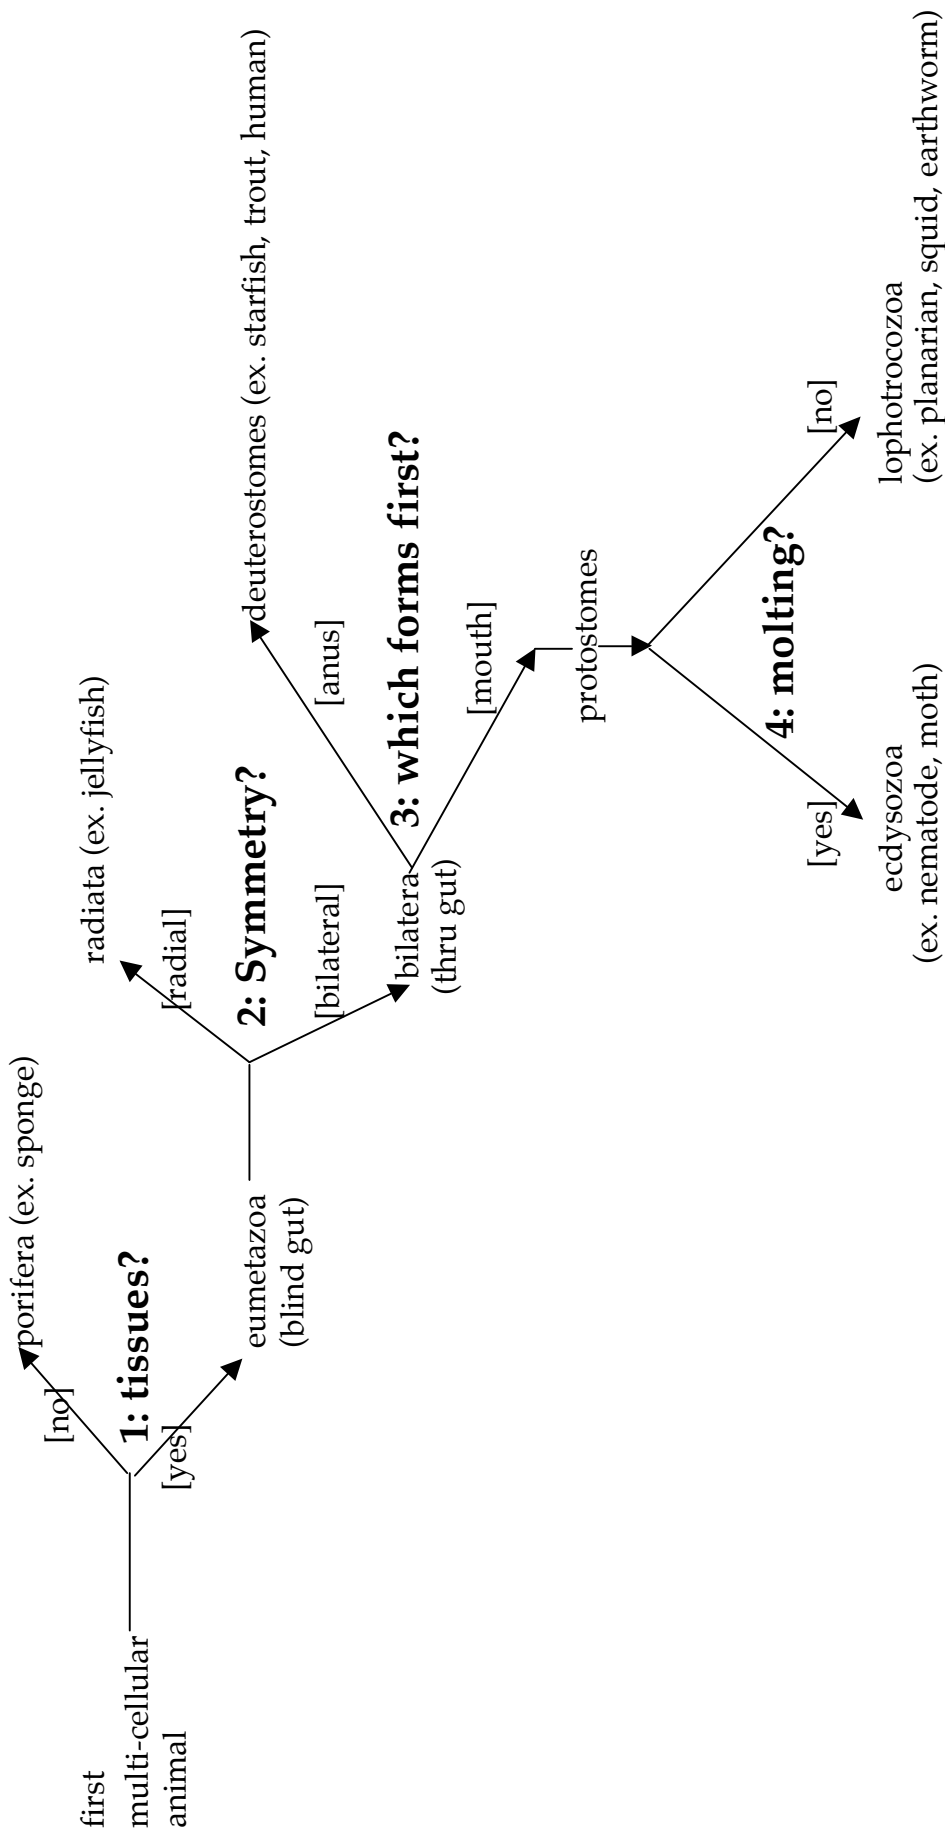 first
multi-cellular
animal
1: tissues?
[no]
porifera (ex. sponge)
[yes]
eumetazoa
(blind gut)
2: Symmetry?
[radial]
radiata (ex. jellyfish)
[bilateral]
bilatera
(thru gut)
3: which forms first?
[anus]
deuterostomes (ex. starfish, trout, human)
[mouth]
protostomes
4: molting?
[yes]
ecdysozoa
(ex. nematode, moth)
[no]
lophotrocozoa
(ex. planarian, squid, earthworm)